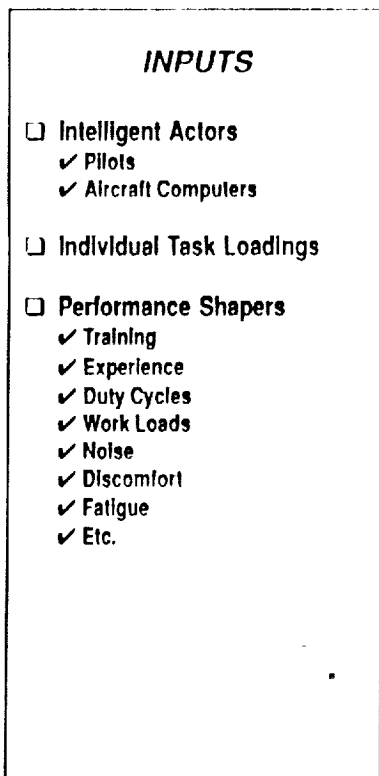 INPUTS
❑ Intelligent Actors
✔ Pilots
✔ Aircraft Computers
❑ Individual Task Loadings
❑ Performance Shapers
✔ Training
✔ Experience
✔ Duty Cycles
✔ Work Loads
✔ Noise
✔ Discomfort
✔ Fatigue
✔ Etc.